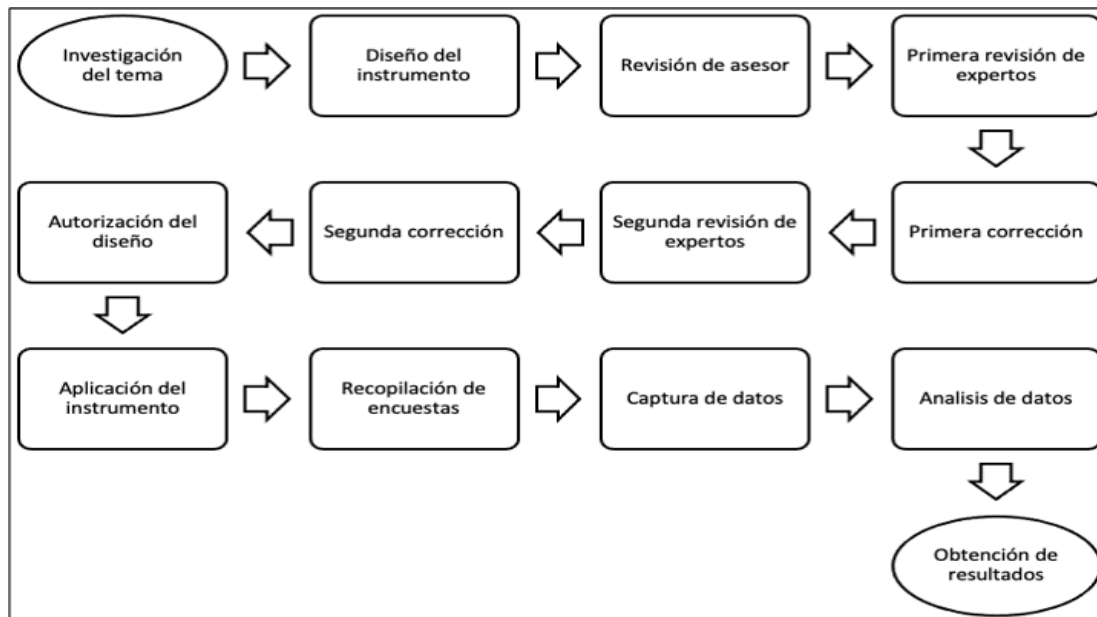 Investigación
del tema
Diseño del
instrumento
Revisión de asesor
Primera revisión de
expertos
Primera corrección
Segunda revisión de
expertos
Segunda corrección
Autorización del
diseño
Aplicación del
instrumento
Recopilación de
encuestas
Captura de datos
Analisis de datos
Obtención de
resultados